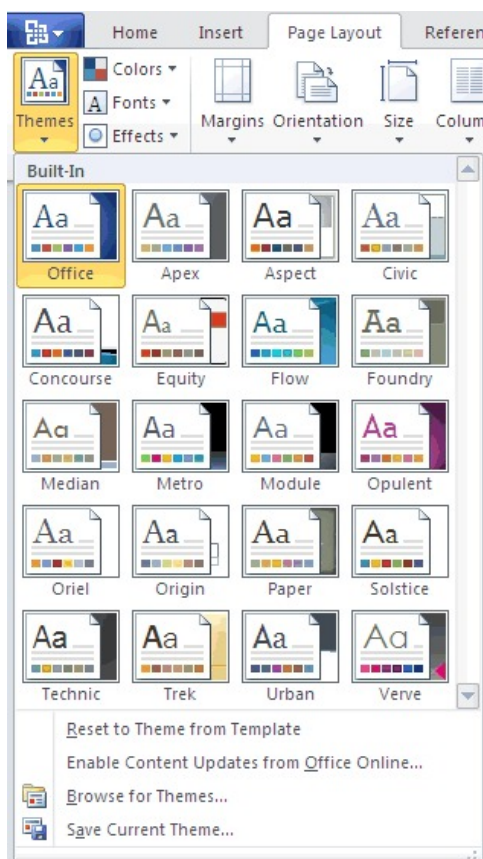 Home Insert Page Layout Referen
Aa Colors
A Fonts
Themes Effects Margins Orientation Size Colum
Built-In
Aa Aa Aa Aa
Office Apex Aspect Civic
Aa Aa Aa Aa
Concourse Equity Flow Foundry
Aa Aa Aa Aa
Median Metro Module Opulent
Aa Aa Aa Aa
Oriel Origin Paper Solstice
Aa Aa Aa Aa
Technic Trek Urban Verve
Reset to Theme from Template
Enable Content Updates from Office Online...
Browse for Themes...
Save Current Theme...